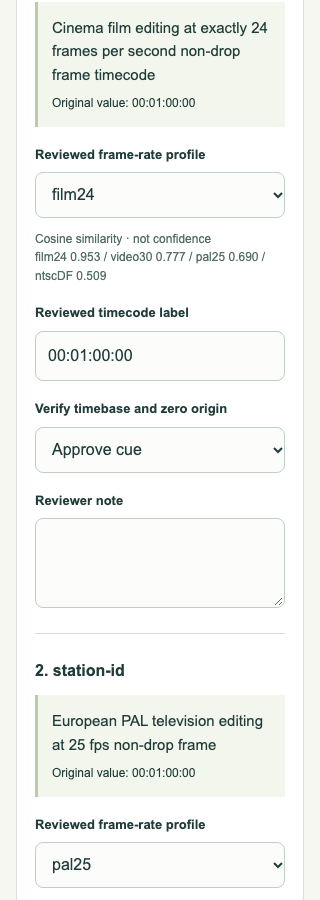 Cinema film editing at exactly 24
frames per second non-drop
frame timecode
Original value: 00:01:00:00
Reviewed frame-rate profile
film24
Cosine similarity · not confidence
film24 0.953 / video30 0.777 / pal25 0.690 /
ntscDF 0.509
Reviewed timecode label
00:01:00:00
Verify timebase and zero origin
Approve cue
Reviewer note
2. station-id
European PAL television editing
at 25 fps non-drop frame
Original value: 00:01:00:00
Reviewed frame-rate profile
pal25